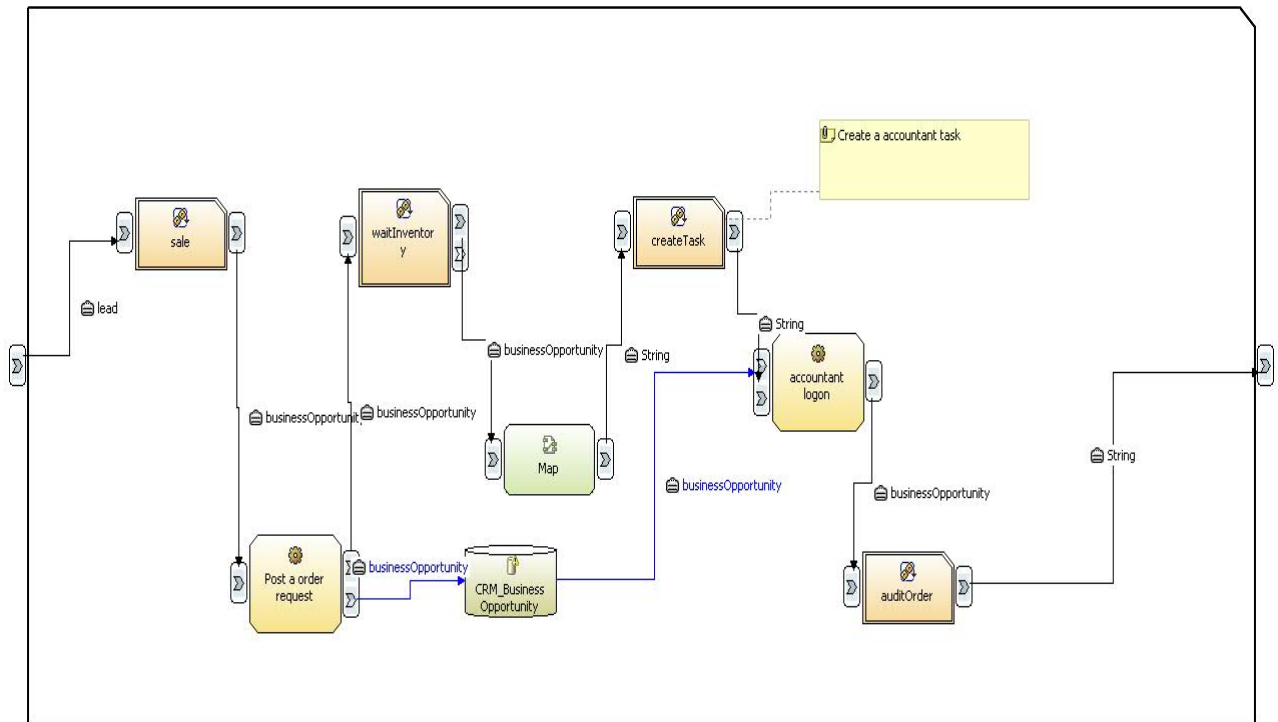 Create a accountant task
sale
waitInventor
y
createTask
lead
String
businessOpportunity
String
accountant
logon
businessOpportunit
businessOpportunity
Map
String
businessOpportunity
businessOpportunity
Post a order
request
businessOpportunity
CRM_Business
Opportunity
auditOrder